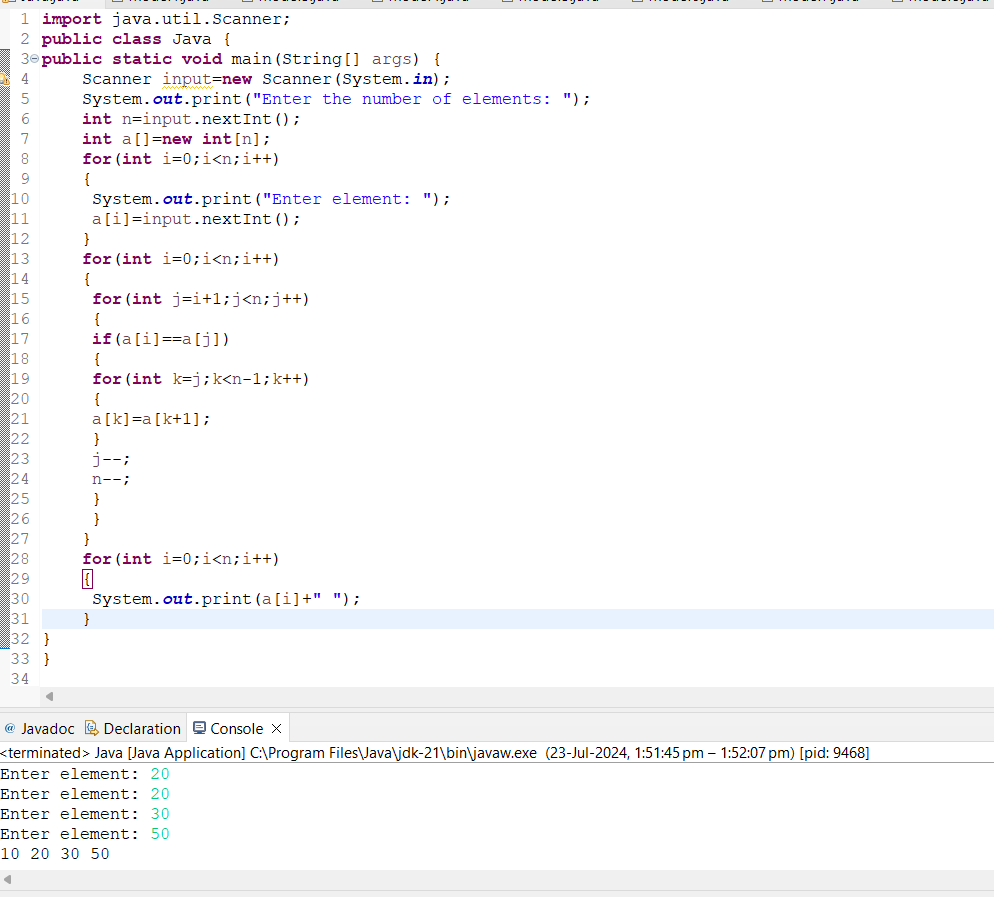 1 import java.util.Scanner;
2 public class Java {
3 public static void main(String[] args) {
4 Scanner input=new Scanner(System.in);
5 System.out.print("Enter the number of elements: ");
6 int n=input.nextInt();
7 int a[]=new int[n];
8 for(int i=0;i<n;i++)
9 {
10 System.out.print("Enter element: ");
11 a[i]=input.nextInt();
12 }
13 for(int i=0;i<n;i++)
14 {
15 for(int j=i+1;j<n;j++)
16 {
17 if(a[i]==a[j])
18 {
19 for(int k=j;k<n-1;k++)
20 {
21 a[k]=a[k+1];
22 }
23 j--;
24 n--;
25 }
26 }
27 }
28 for(int i=0;i<n;i++)
29 {
30 System.out.print(a[i]+" ");
31 }
32 }
33 }
34
@ Javadoc Declaration Console
<terminated> Java [Java Application] C:\Program Files\Java\jdk-21\bin\javaw.exe (23-Jul-2024, 1:51:45 pm – 1:52:07 pm) [pid: 9468]
Enter element: 20
Enter element: 20
Enter element: 30
Enter element: 50
10 20 30 50